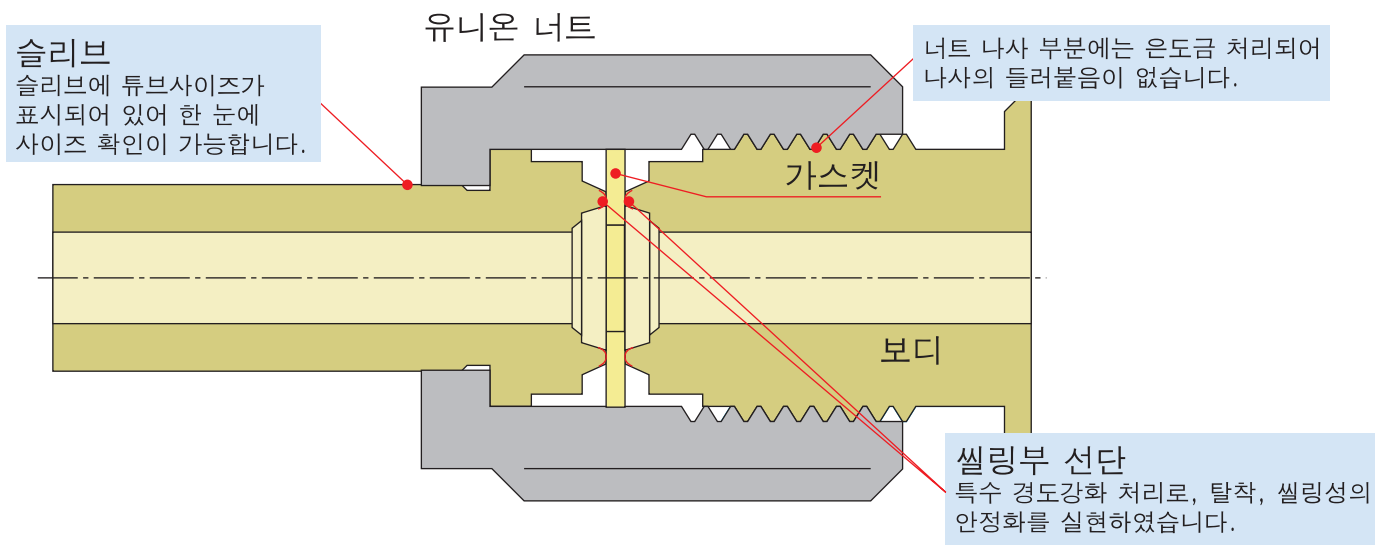 유니온 너트
슬리브
슬리브에 튜브사이즈가
표시되어 있어 한 눈에
사이즈 확인이 가능합니다.
너트 나사 부분에는 은도금 처리되어
나사의 들러붙음이 없습니다.
가스켓
보디
씰링부 선단
특수 경도강화 처리로, 탈착, 씰링성의
안정화를 실현하였습니다.